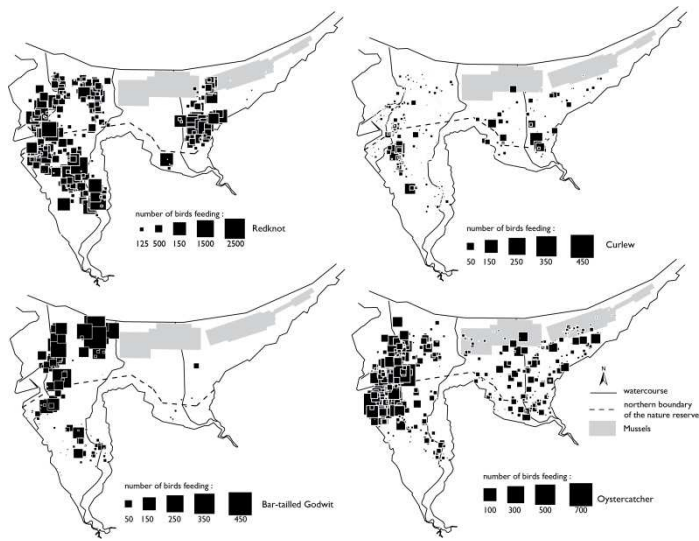 number of birds feeding :
Redknot
125 500 150 1500 2500
number of birds feeding :
Curlew
50 150 250 350 450
number of birds feeding :
Bar-tailled Godwit
50 150 250 350 450
N
watercourse
northern boundary
of the nature reserve
Mussels
number of birds feeding :
Oystercatcher
100 300 500 700